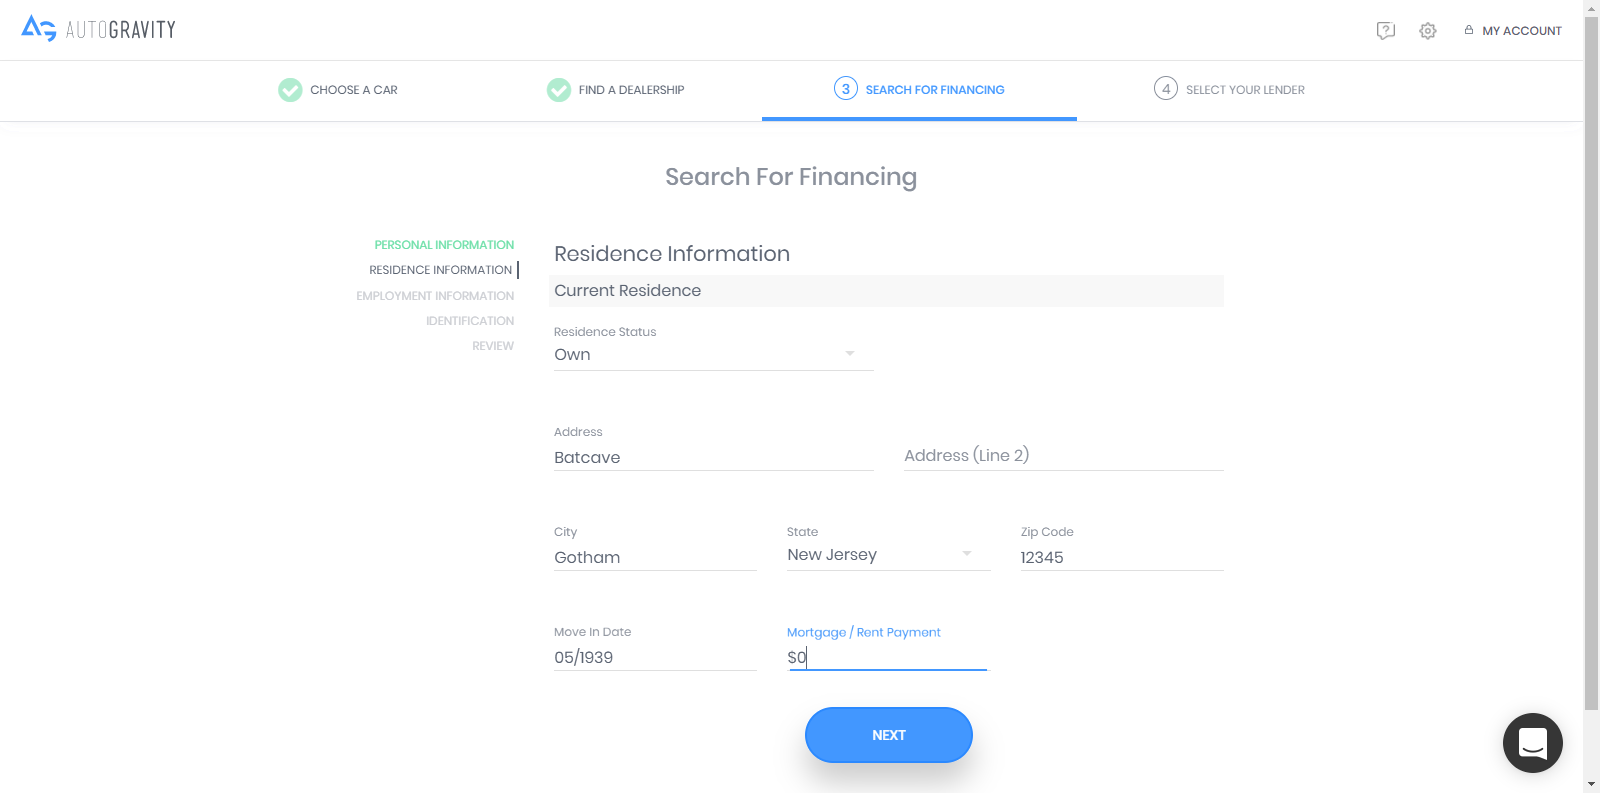 AUTOGRAVITY
MY ACCOUNT
CHOOSE A CAR
FIND A DEALERSHIP
3 SEARCH FOR FINANCING
4 SELECT YOUR LENDER
Search For Financing
PERSONAL INFORMATION
RESIDENCE INFORMATION
EMPLOYMENT INFORMATION
IDENTIFICATION
REVIEW
Residence Information
Current Residence
Residence Status
Own
Address
Batcave
Address (Line 2)
City
Gotham
State
New Jersey
Zip Code
12345
Move In Date
05/1939
Mortgage / Rent Payment
$0
NEXT